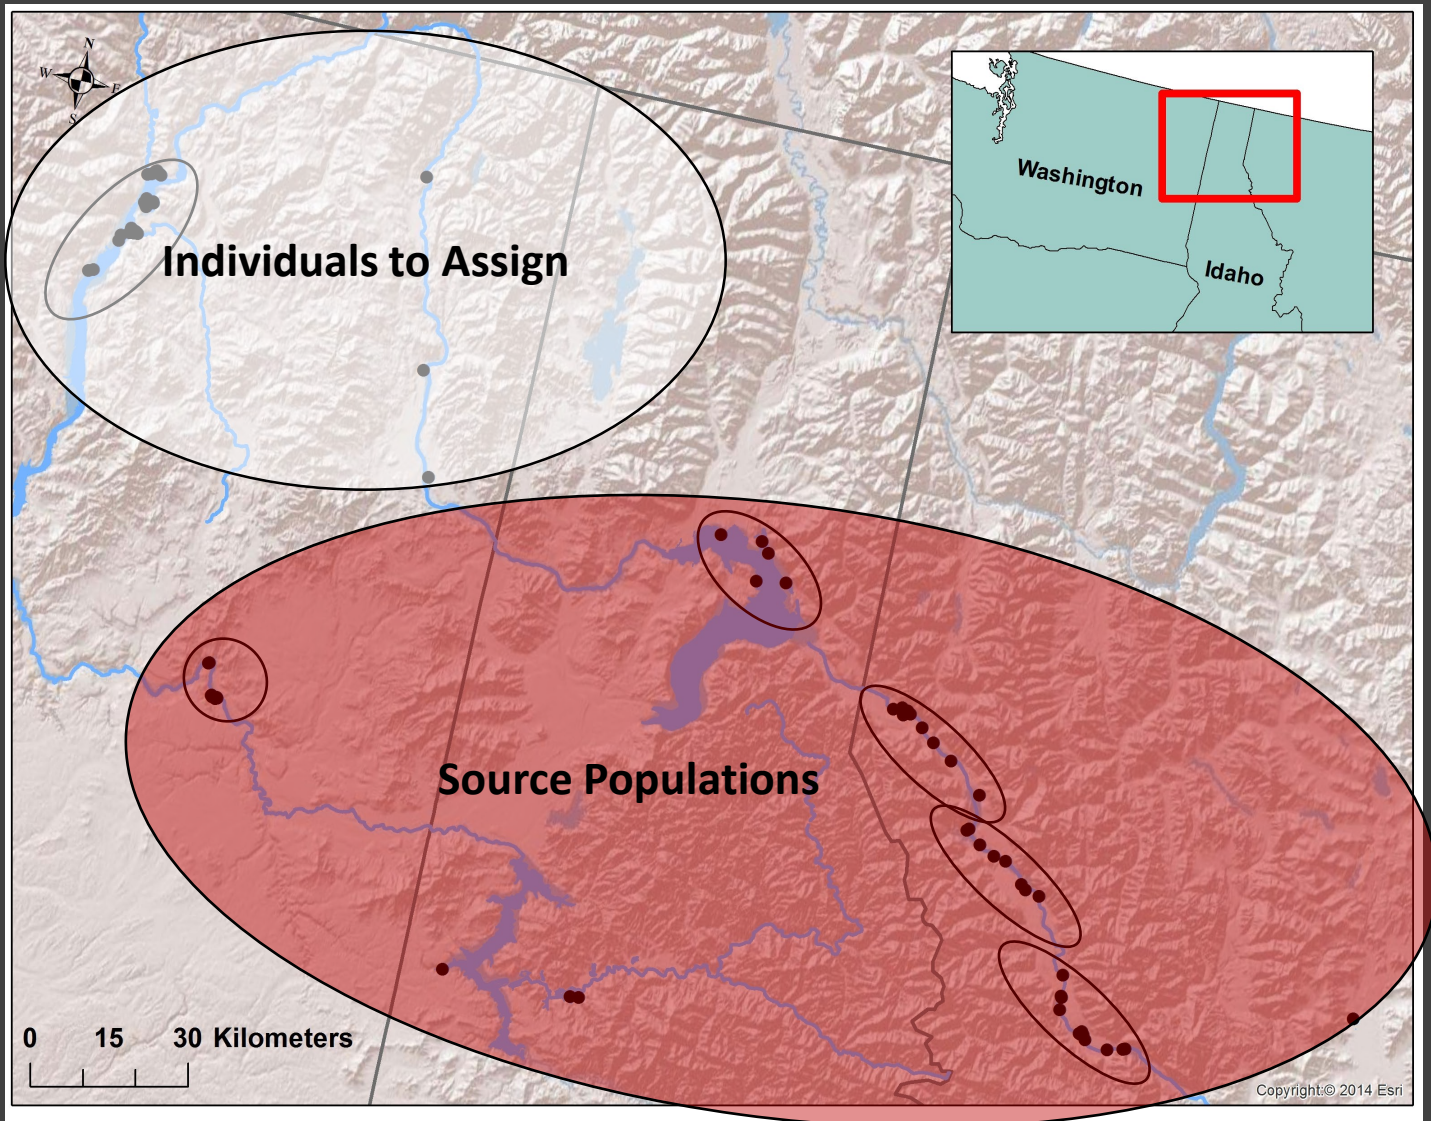 N
W
E
S
Washington
Idaho
Individuals to Assign
Source Populations
0 15 30 Kilometers
Copyright:© 2014 Esri